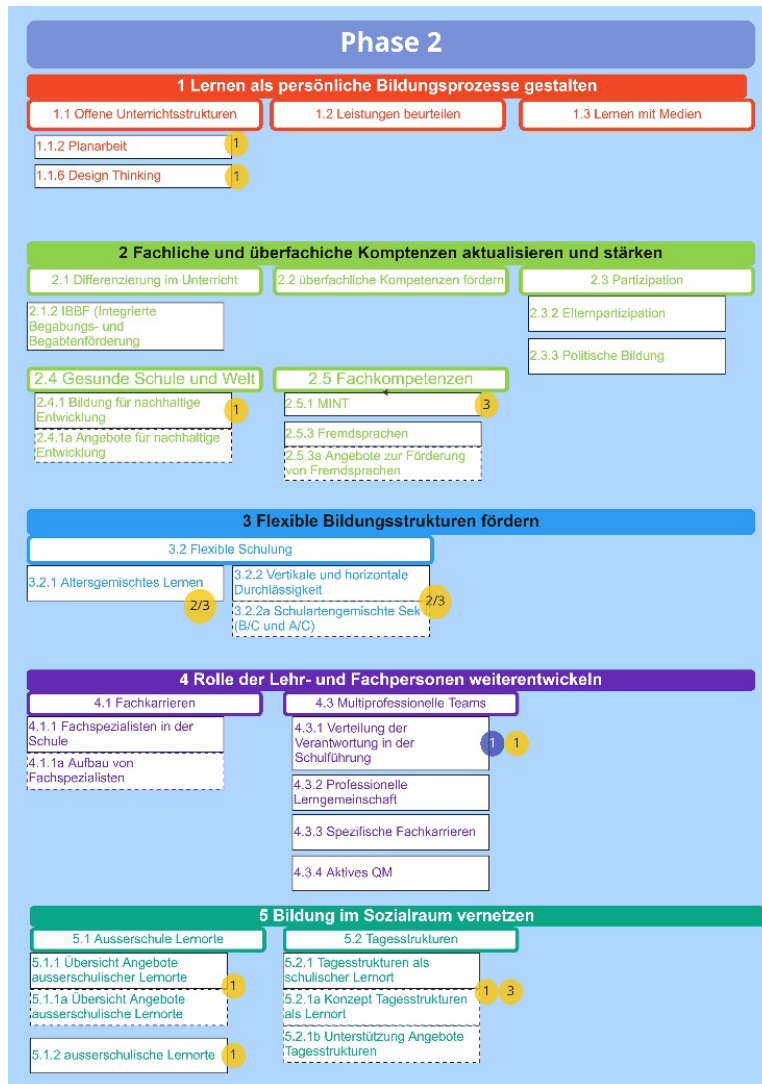 Phase 2
1 Lernen als persönliche Bildungsprozesse gestalten
1.1 Offene Unterrichtsstrukturen
1.2 Leistungen beurteilen
1.3 Lernen mit Medien
1.1.2 Planarbeit
1
1.1.6 Design Thinking
1
2 Fachliche und überfachiche Komptenzen aktualisieren und stärken
2.1 Differenzierung im Unterricht
2.2 überfachliche Kompetenzen fördern
2.3 Partizipation
2.1.2 IBBF (Integrierte
Begabungs- und
Begabtenförderung
2.3.2 Elternpartizipation
2.3.3 Politische Bildung
2.4 Gesunde Schule und Welt
2.5 Fachkompetenzen
2.4.1 Bildung für nachhaltige
Entwicklung
1
2.4.1a Angebote für nachhaltige
Entwicklung
2.5.1 MINT
3
2.5.3 Fremdsprachen
2.5.3a Angebote zur Förderung
von Fremdsprachen
3 Flexible Bildungsstrukturen fördern
3.2 Flexible Schulung
3.2.1 Altersgemischtes Lernen
2/3
3.2.2 Vertikale und horizontale
Durchlässigkeit
2/3
3.2.2a Schulartengemischte Sek
(B/C und A/C)
4 Rolle der Lehr- und Fachpersonen weiterentwickeln
4.1 Fachkarrieren
4.3 Multiprofessionelle Teams
4.1.1 Fachspezialisten in der
Schule
4.1.1a Aufbau von
Fachspezialisten
4.3.1 Verteilung der
Verantwortung in der
Schulführung
1
1
4.3.2 Professionelle
Lerngemeinschaft
4.3.3 Spezifische Fachkarrieren
4.3.4 Aktives QM
5 Bildung im Sozialraum vernetzen
5.1 Ausserschule Lernorte
5.2 Tagesstrukturen
5.1.1 Übersicht Angebote
ausserschulischer Lernorte
1
5.1.1a Übersicht Angebote
ausserschulische Lernorte
5.1.2 ausserschulische Lernorte
1
5.2.1 Tagesstrukturen als
schulischer Lernort
5.2.1a Konzept Tagesstrukturen
als Lernort
1
3
5.2.1b Unterstützung Angebote
Tagesstrukturen